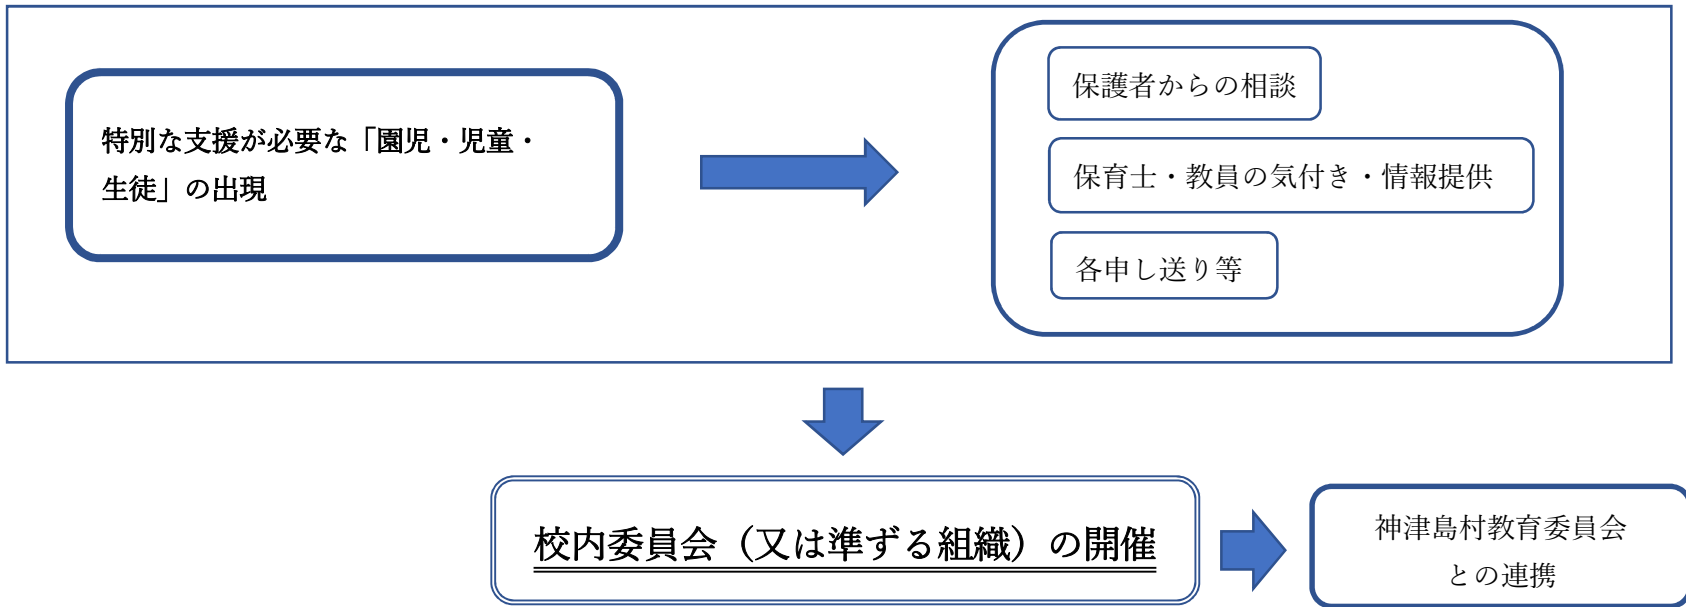 特別な支援が必要な「園児・児童・
生徒」の出現
保護者からの相談
保育士・教員の気付き・情報提供
各申し送り等
校内委員会（又は準ずる組織）の開催
神津島村教育委員会
との連携